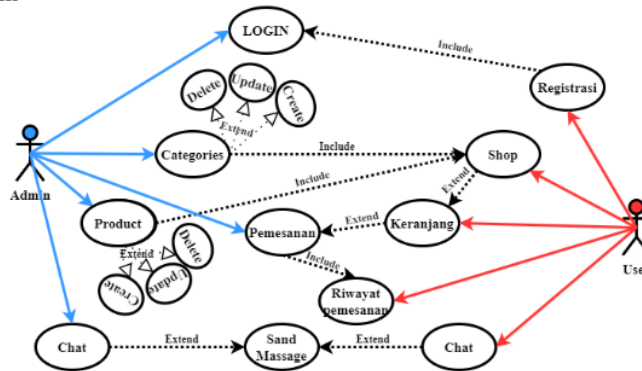 LOGIN
Include
Registrasi
Delete
Update
Create
Extend
Admin
Categories
Include
Shop
Include
Extend
Product
Extend
Delete
Update
Create
Pemesanan
Extend
Keranjang
Include
Riwayat
pemesanan
Use
Chat
Extend
Sand
Massage
Extend
Chat